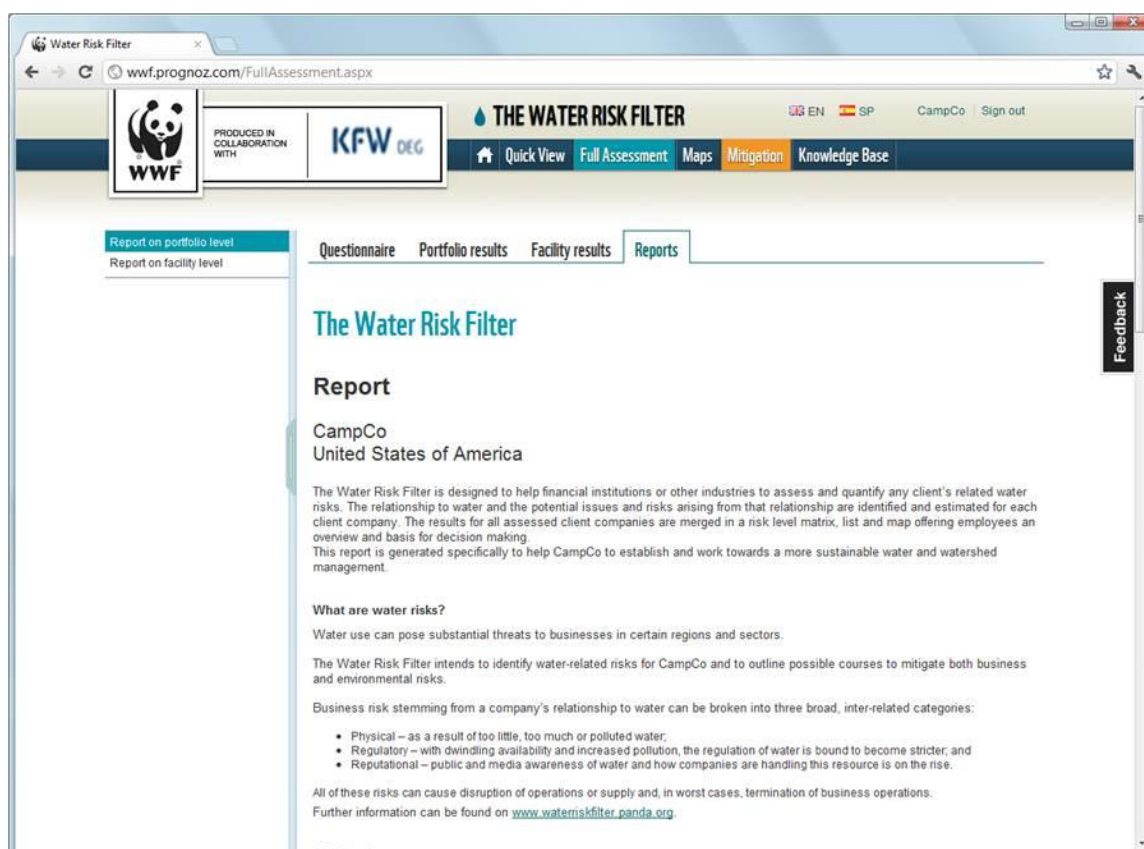 Water Risk Filter
wwf.prognoz.com/FullAssessment.aspx
WWF
PRODUCED IN
COLLABORATION
WITH
KFW DEG
THE WATER RISK FILTER
EN SP CampCo Sign out
Quick View Full Assessment Maps Mitigation Knowledge Base
Report on portfolio level
Report on facility level
Questionnaire Portfolio results Facility results Reports
Feedback
The Water Risk Filter
Report
CampCo
United States of America
The Water Risk Filter is designed to help financial institutions or other industries to assess and quantify any client's related water
risks. The relationship to water and the potential issues and risks arising from that relationship are identified and estimated for each
client company. The results for all assessed client companies are merged in a risk level matrix, list and map offering employees an
overview and basis for decision making.
This report is generated specifically to help CampCo to establish and work towards a more sustainable water and watershed
management.
What are water risks?
Water use can pose substantial threats to businesses in certain regions and sectors.
The Water Risk Filter intends to identify water-related risks for CampCo and to outline possible courses to mitigate both business
and environmental risks.
Business risk stemming from a company's relationship to water can be broken into three broad, inter-related categories:
• Physical – as a result of too little, too much or polluted water;
• Regulatory – with dwindling availability and increased pollution, the regulation of water is bound to become stricter; and
• Reputational – public and media awareness of water and how companies are handling this resource is on the rise.
All of these risks can cause disruption of operations or supply and, in worst cases, termination of business operations.
Further information can be found on www.waterriskfilter.panda.org.